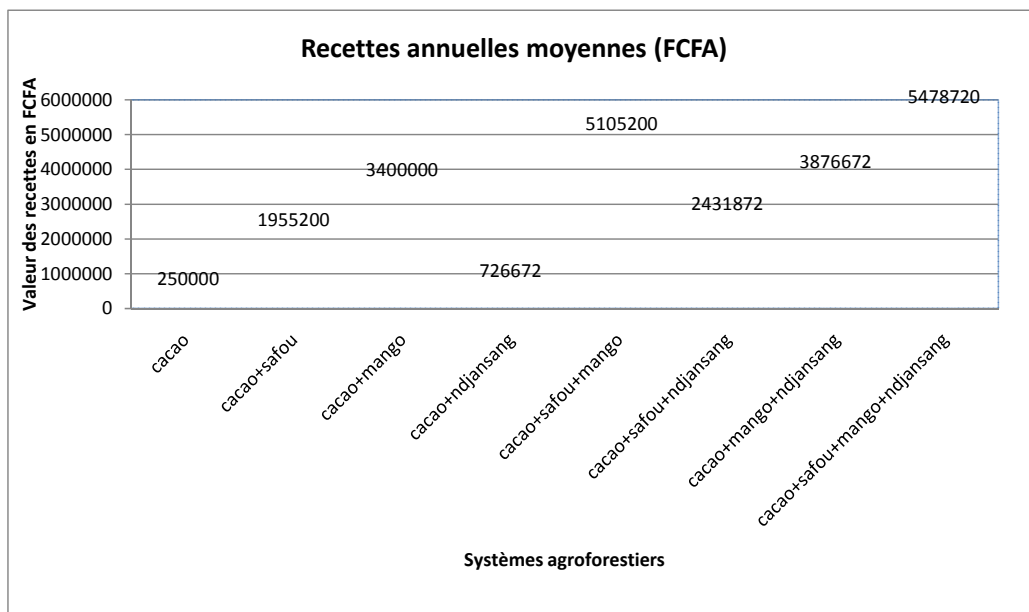 Recettes annuelles moyennes (FCFA)
Valeur des recettes en FCFA
6000000
5000000
4000000
3000000
2000000
1000000
0
250000
1955200
3400000
726672
5105200
2431872
3876672
5478720
cacao
cacao+safou
cacao+mango
cacao+ndjansang
cacao+safou+mango
cacao+safou+ndjansang
cacao+mango+ndjansang
cacao+safou+mango+ndjansang
Systèmes agroforestiers